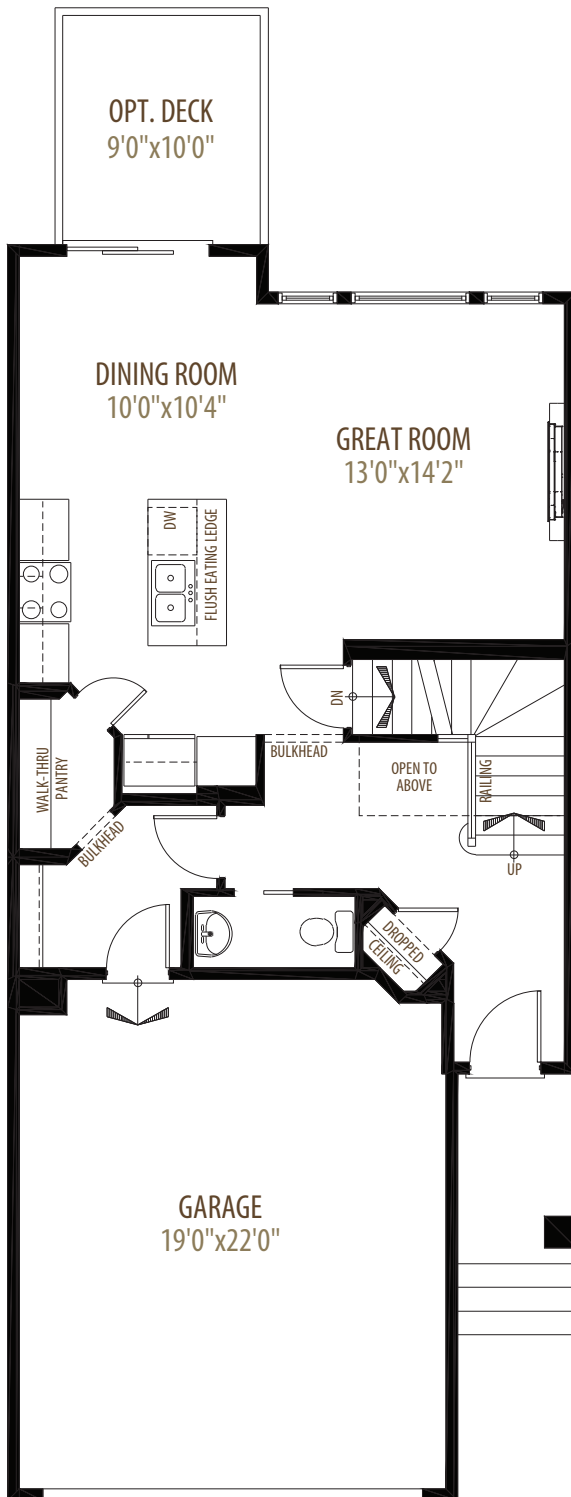 OPT. DECK
9'0"x10'0"
DINING ROOM
10'0"x10'4"
GREAT ROOM
13'0"x14'2"
DW
FLUSH EATING LEDGE
DN
WALK-THRU
PANTRY
BULKHEAD
BULKHEAD
OPEN TO
ABOVE
RAILING
UP
DROPPED
CEILING
GARAGE
19'0"x22'0"